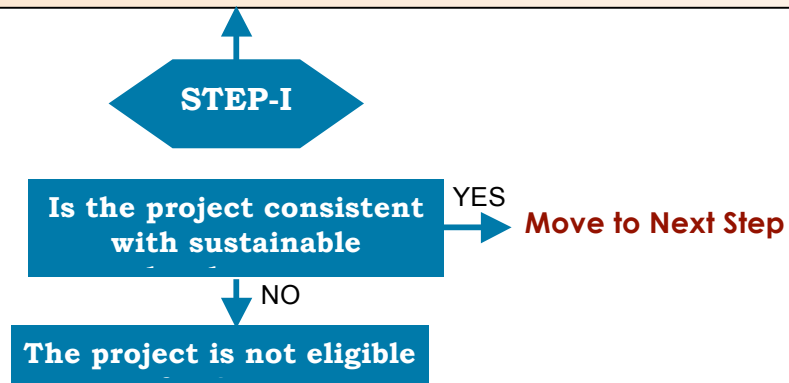 STEP-I
Is the project consistent
with sustainable
YES
Move to Next Step
NO
The project is not eligible